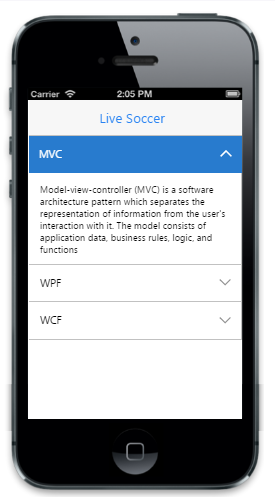 Carrier 2:05 PM
Live Soccer
MVC
Model-view-controller (MVC) is a software
architecture pattern which separates the
representation of information from the user's
interaction with it. The model consists of
application data, business rules, logic, and
functions
WPF
WCF